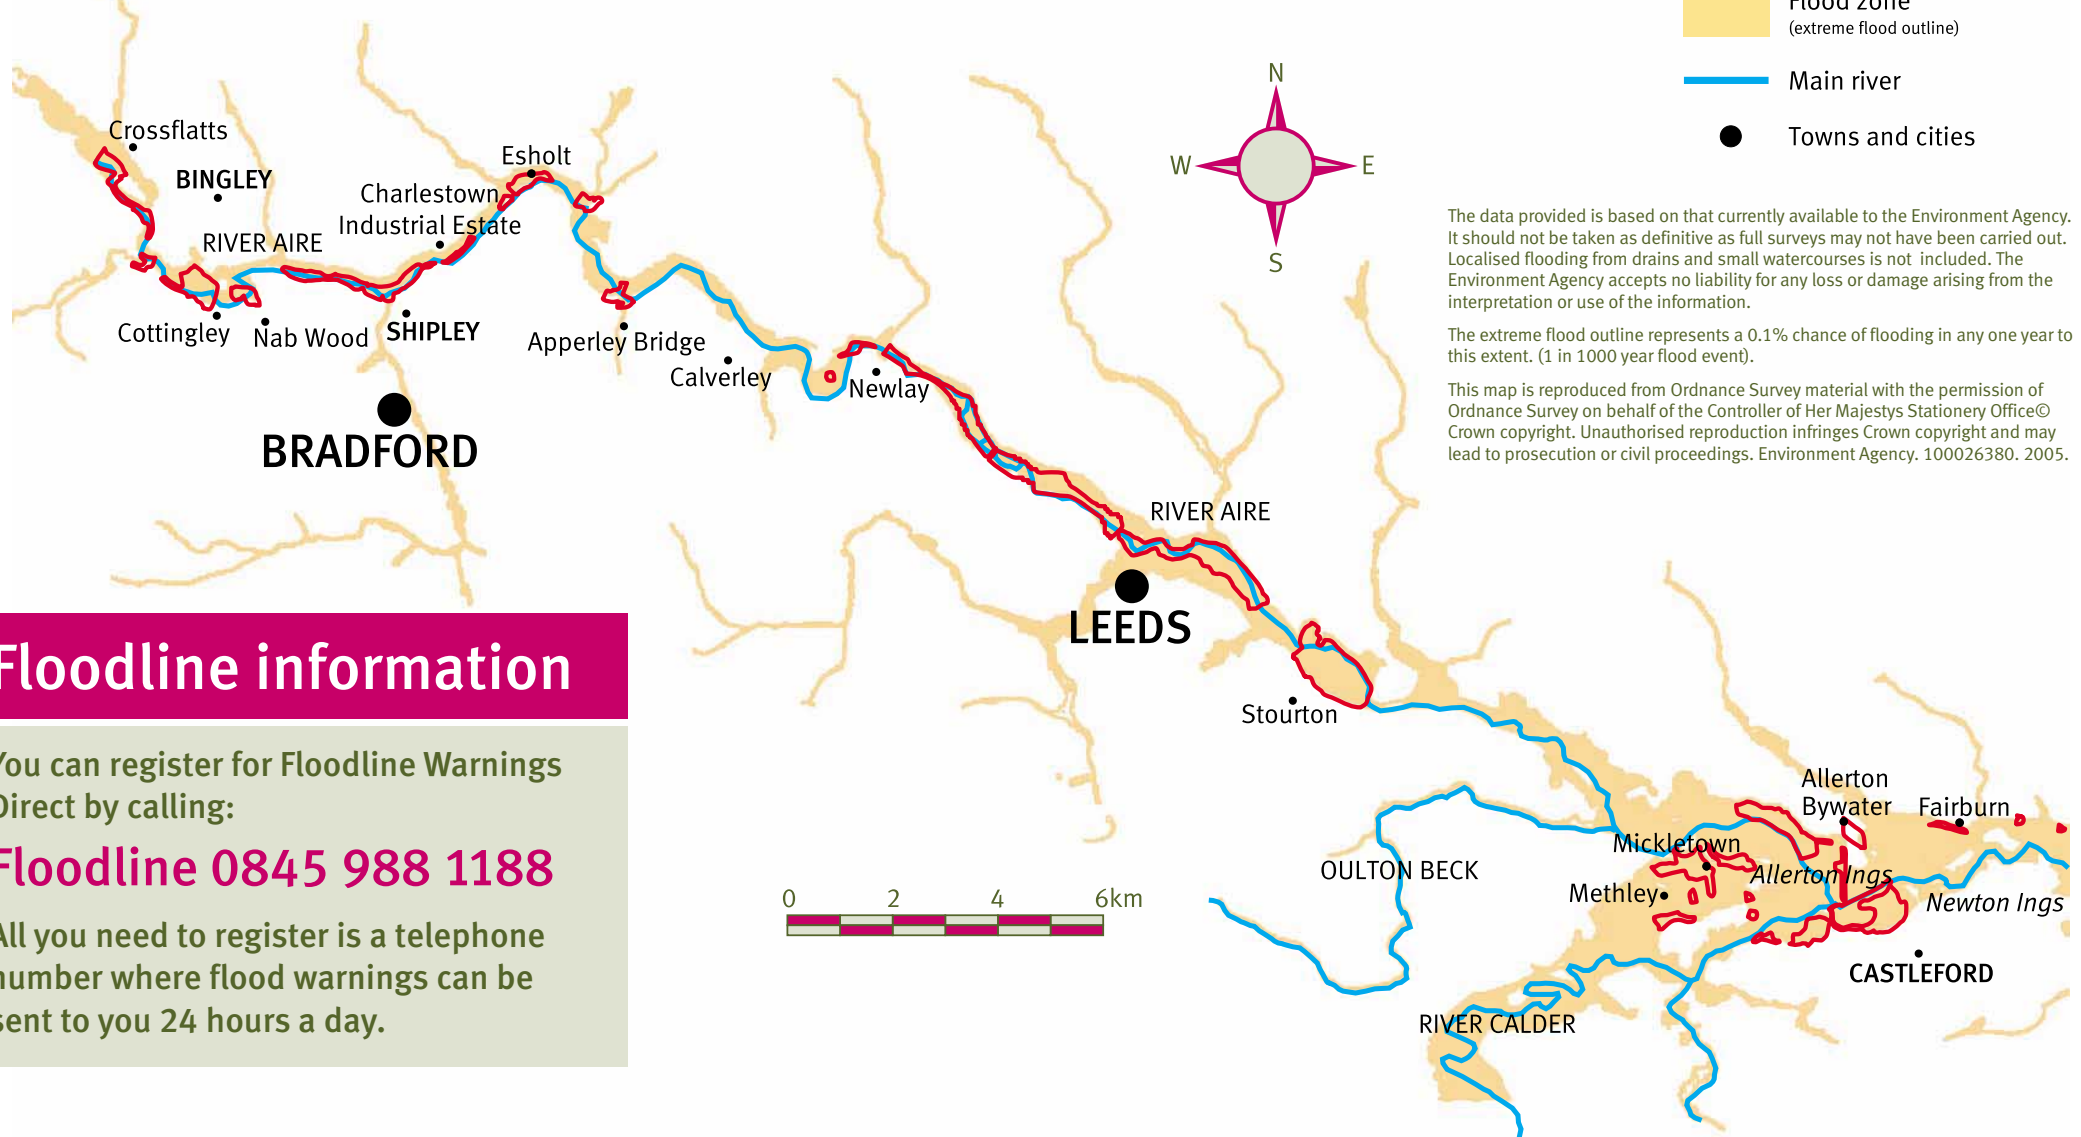 Flood zone
(extreme flood outline)
Main river
Towns and cities
N
W
E
S
The data provided is based on that currently available to the Environment Agency.
It should not be taken as definitive as full surveys may not have been carried out.
Localised flooding from drains and small watercourses is not included. The
Environment Agency accepts no liability for any loss or damage arising from the
interpretation or use of the information.
The extreme flood outline represents a 0.1% chance of flooding in any one year to
this extent. (1 in 1000 year flood event).
This map is reproduced from Ordnance Survey material with the permission of
Ordnance Survey on behalf of the Controller of Her Majestys Stationery Office©
Crown copyright. Unauthorised reproduction infringes Crown copyright and may
lead to prosecution or civil proceedings. Environment Agency. 100026380. 2005.
Crossflatts
BINGLEY
Esholt
Charlestown
Industrial Estate
RIVER AIRE
Cottingley
Nab Wood
SHIPLEY
Apperley Bridge
Calverley
Newlay
BRADFORD
RIVER AIRE
LEEDS
Stourton
Allerton
Bywater
Fairburn
Mickletown
Allerton Ings
Methley
Newton Ings
OULTON BECK
CASTLEFORD
RIVER CALDER
0 2 4 6km
Floodline information
You can register for Floodline Warnings
Direct by calling:
Floodline 0845 988 1188
All you need to register is a telephone
number where flood warnings can be
sent to you 24 hours a day.